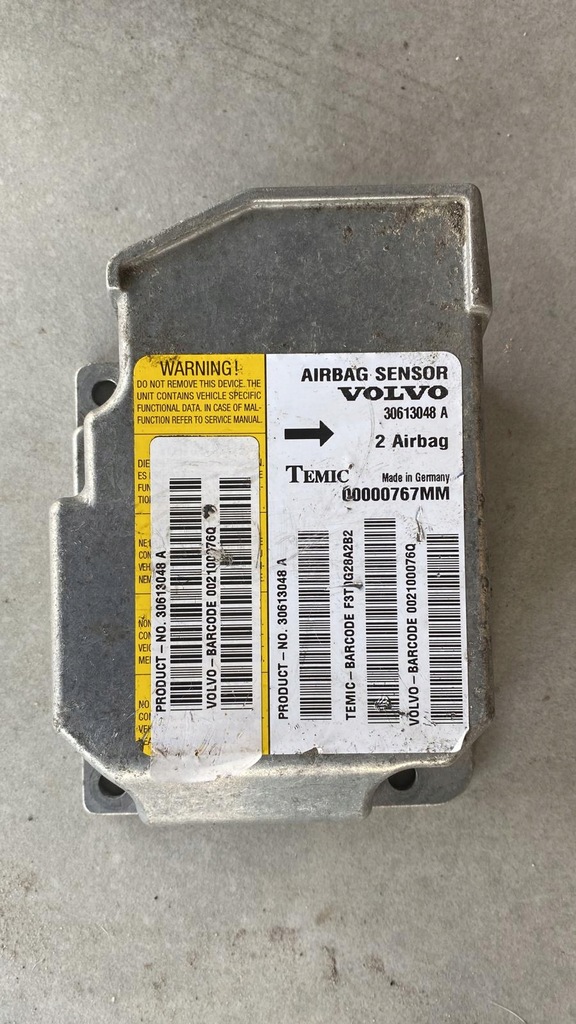 WARNING!
DO NOT REMOVE THIS DEVICE. THE
UNIT CONTAINS VEHICLE SPECIFIC
FUNCTIONAL DATA. IN CASE OF MAL-
FUNCTION REFER TO SERVICE MANUAL.
AIRBAG SENSOR
VOLVO
30613048 A
2 Airbag
TEMIC
Made in Germany
00000767MM
PRODUCT - NO. 30613048 A
VOLVO - BARCODE 002100076Q
PRODUCT - NO. 30613048 A
TEMIC - BARCODE
VOLVO - BARCODE 002100076Q